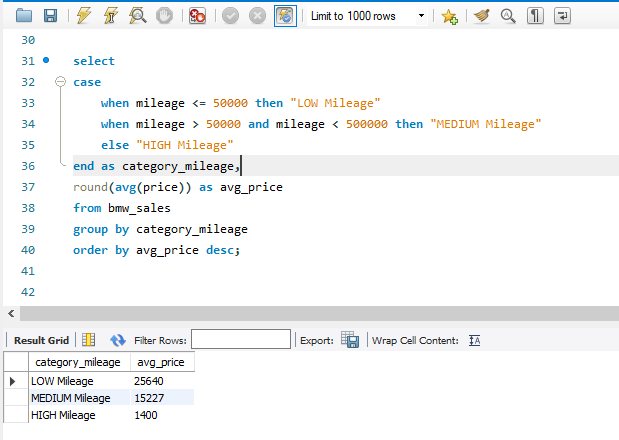 Limit to 1000 rows
30
31 select
32 case
33 when mileage <= 50000 then "LOW Mileage"
34 when mileage > 50000 and mileage < 500000 then "MEDIUM Mileage"
35 else "HIGH Mileage"
36 end as category_mileage,
37 round(avg(price)) as avg_price
38 from bmw_sales
39 group by category_mileage
40 order by avg_price desc;
41
42
Result Grid Filter Rows: Export: Wrap Cell Content: IA
category_mileage avg_price
LOW Mileage 25640
MEDIUM Mileage 15227
HIGH Mileage 1400